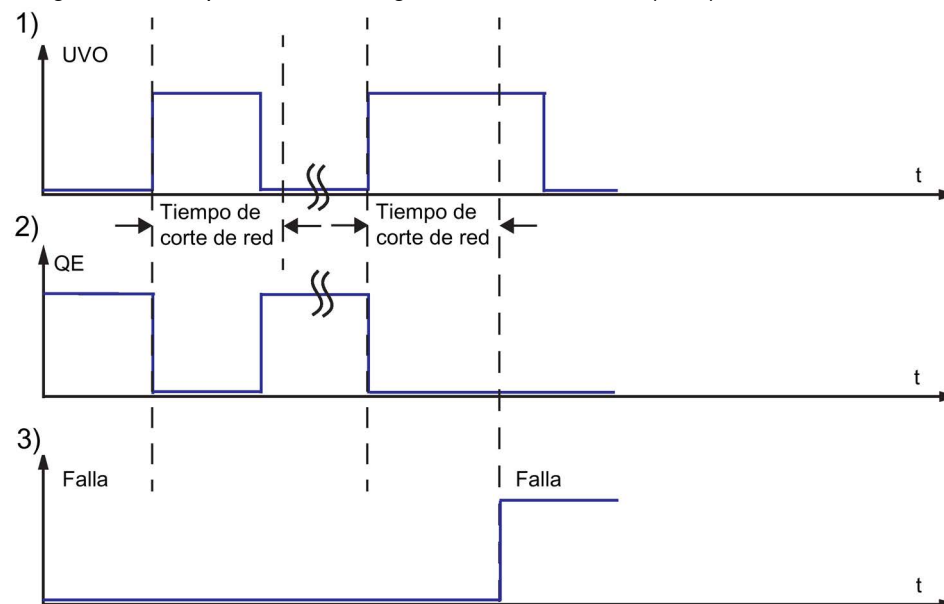 1)
UVO
t
Tiempo de
corte de red
Tiempo de
corte de red
2)
QE
t
3)
Falla
Falla
t